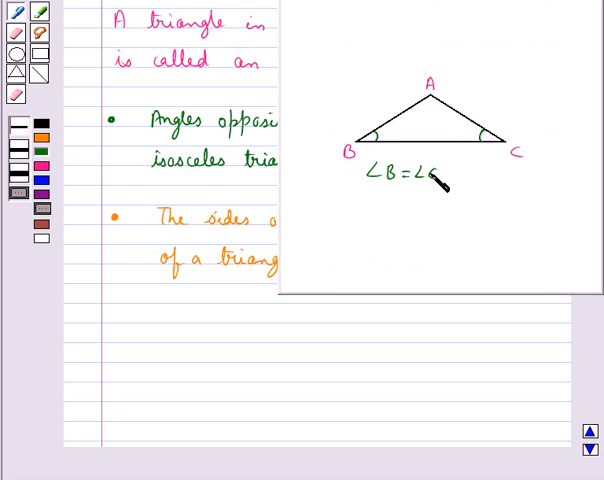 A triangle in
is called an
• Angles opposi
isosceles tria
• The sides o
of a triang
A
B
C
∠B = ∠C